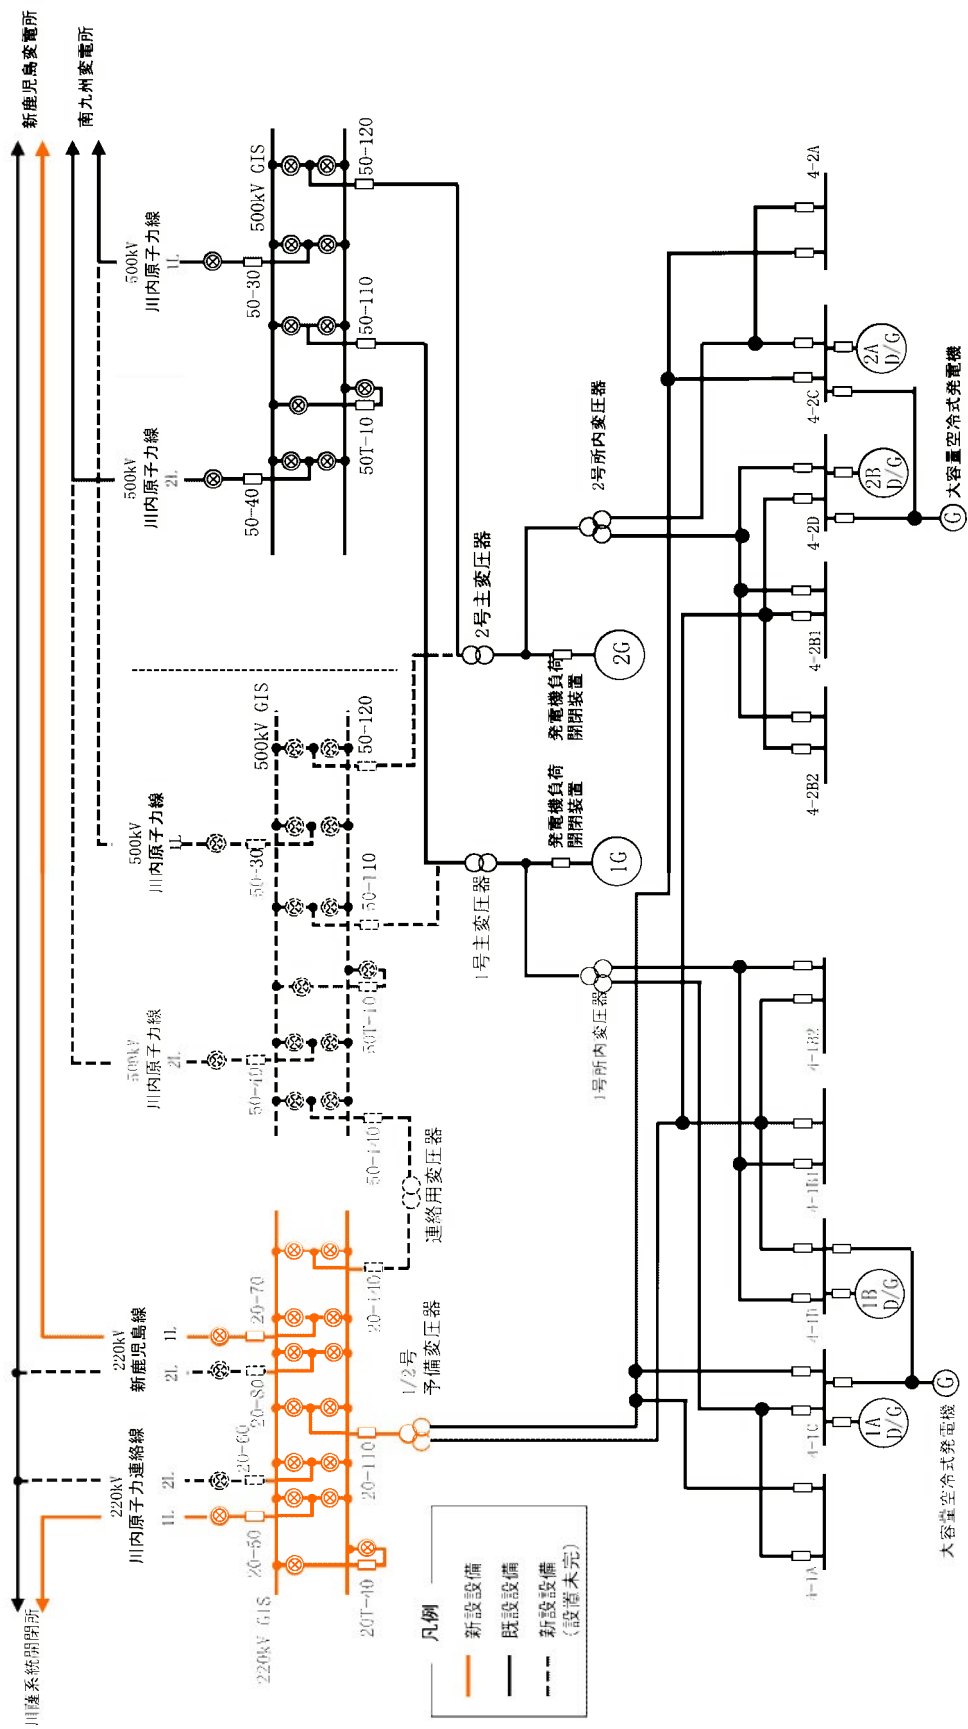 新鹿児島変電所
南九州変電所
500kV
川内原子力線
1L
500kV
川内原子力線
2L
500kV GIS
50-30
50-120
50-110
50T-10
50-40
500kV
川内原子力線
1L
500kV
川内原子力線
2L
500kV GIS
50-120
50-30
50-110
50T-10
50-40
50-140
連絡用変圧器
220kV
新鹿児島線
1L
2L
220kV
川内原子力連絡線
2L
1L
川薩系統開閉所
20-70
20-80
20-60
20-50
20-140
20-110
20T-10
220kV GIS
1/2号
予備変圧器
2号主変圧器
1号主変圧器
2号所内変圧器
1号所内変圧器
発電機負荷
開閉装置
2G
発電機負荷
開閉装置
1G
4-2A
4-2C
4-2D
4-2B1
4-2B2
2A
D/G
2B
D/G
G
大容量空冷式発電機
4-1B2
4-1B1
4-1D
4-1C
4-1A
1B
D/G
1A
D/G
G
大容量空冷式発電機
凡例
新設設備
既設設備
新設設備
(設置未完)